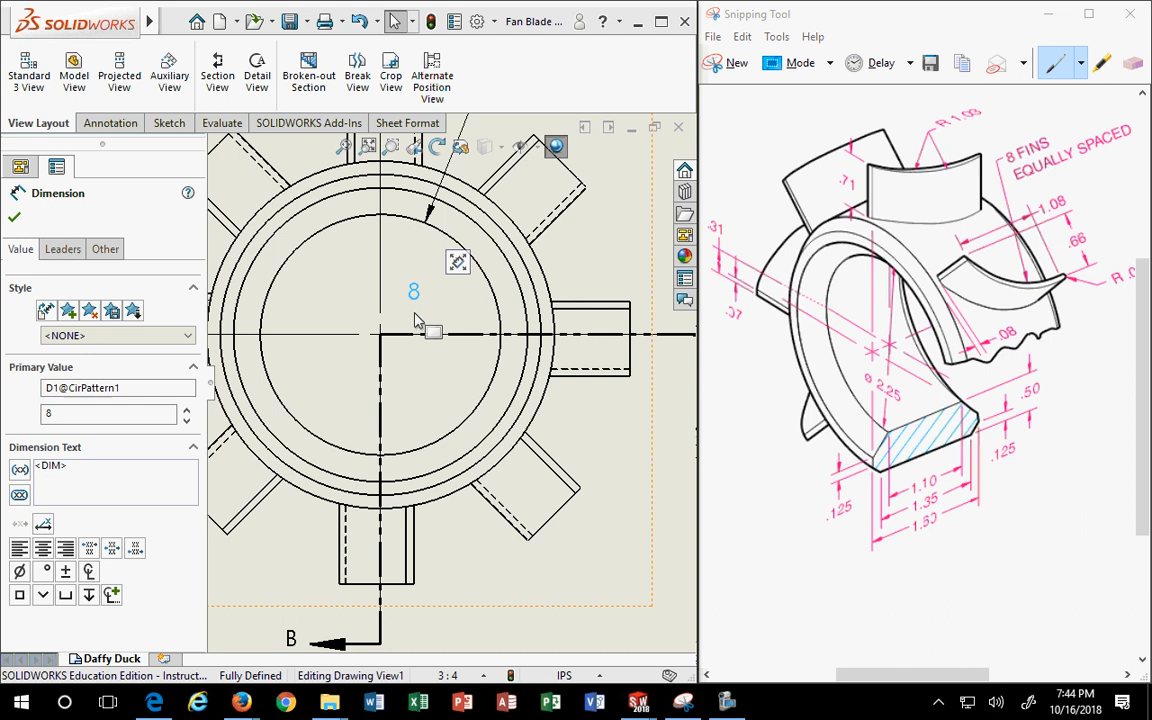 SOLIDWORKS
Fan Blade ...
?
Standard
3 View
Model
View
Projected
View
Auxiliary
View
Section
View
Detail
View
Broken-out
Section
Break
View
Crop
View
Alternate
Position
View
View Layout
Annotation
Sketch
Evaluate
SOLIDWORKS Add-Ins
Sheet Format
Dimension
?
Value
Leaders
Other
Style
<NONE>
Primary Value
D1@CirPattern1
8
Dimension Text
<DIM>
8
B
Daffy Duck
SOLIDWORKS Education Edition - Instruct...
Fully Defined
Editing Drawing View1
3 : 4
IPS
Snipping Tool
File
Edit
Tools
Help
New
Mode
Delay
8 FINS
EQUALLY SPACED
.71
1.08
.66
.31
.07
.08
ø 2.25
.50
.125
.125
1.10
1.35
1.50
7:44 PM
10/16/2018